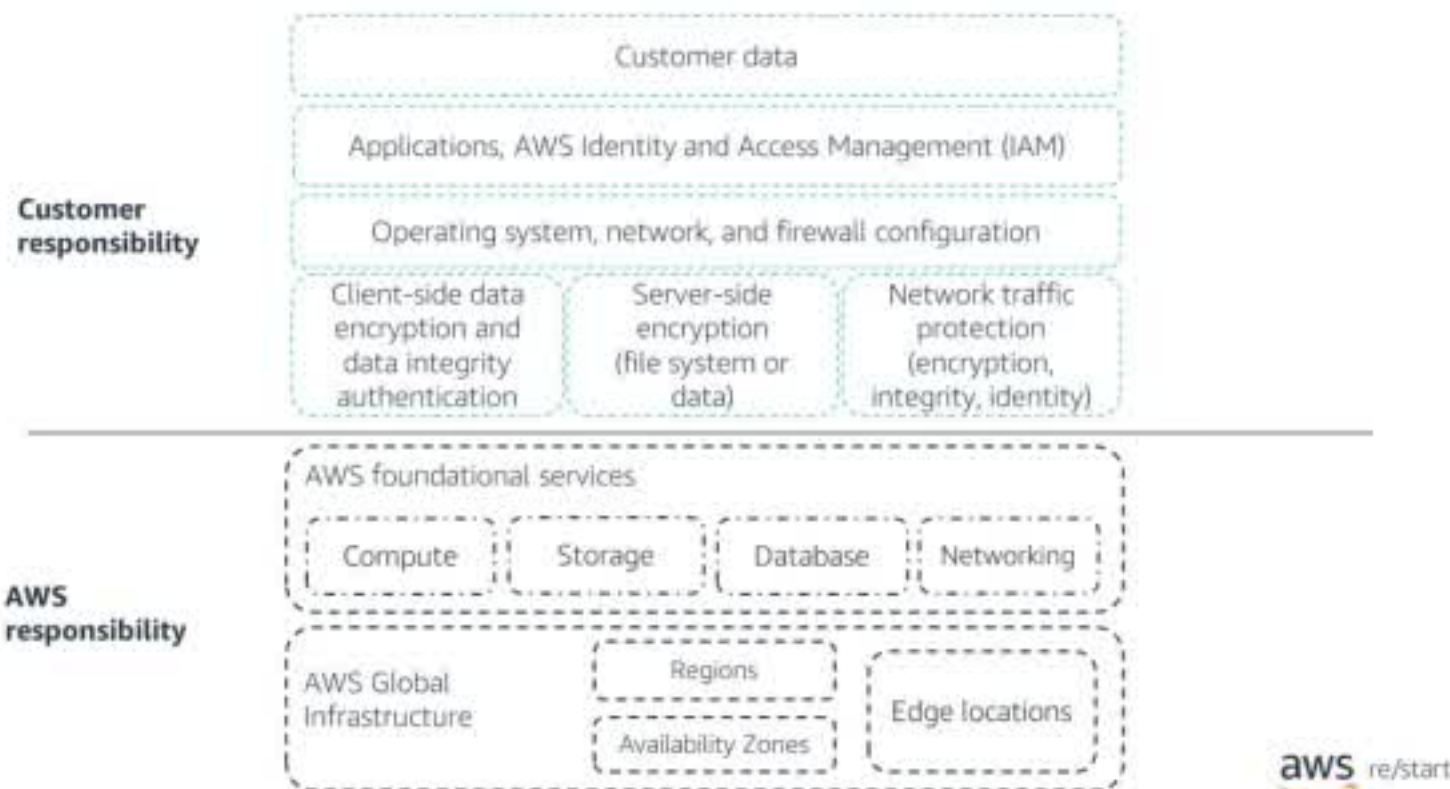 Customer data
Applications, AWS Identity and Access Management (IAM)
Customer
responsibility
Operating system, network, and firewall configuration
Client-side data
encryption and
data integrity
authentication
Server-side
encryption
(file system or
data)
Network traffic
protection
(encryption,
integrity, identity)
AWS foundational services
Compute
Storage
Database
Networking
AWS
responsibility
AWS Global
Infrastructure
Regions
Availability Zones
Edge locations
aws re/start